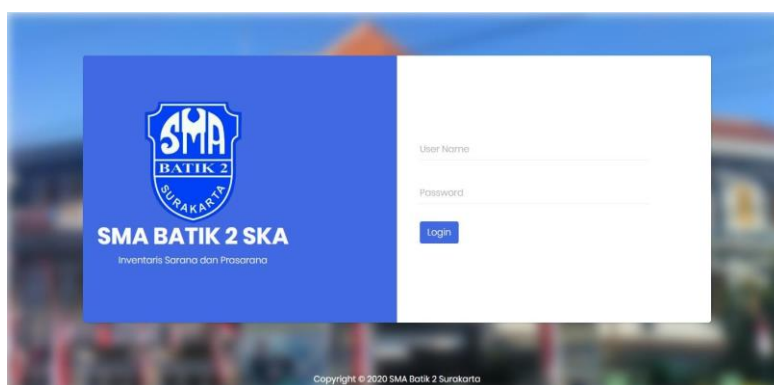 SMA
BATIK 2
SURAKARTA
SMA BATIK 2 SKA
Inventaris Sarana dan Prasarana
User Name
Password
Login
Copyright © 2020 SMA Batik 2 Surakarta